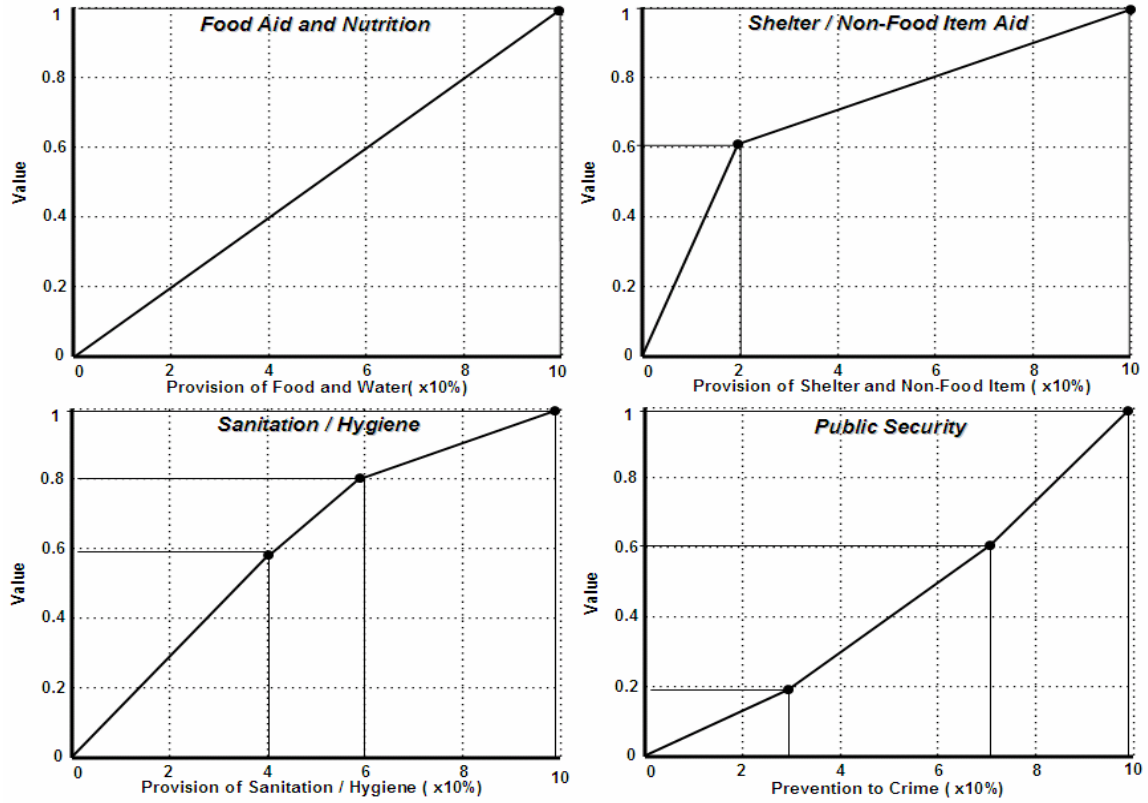 Food Aid and Nutrition
1
0.8
0.6
0.4
0.2
0
Value
0 2 4 6 8 10
Provision of Food and Water( x10%)
Shelter / Non-Food Item Aid
1
0.8
0.6
0.4
0.2
0
Value
0 2 4 6 8 10
Provision of Shelter and Non-Food Item ( x10%)
Sanitation / Hygiene
1
0.8
0.6
0.4
0.2
0
Value
0 2 4 6 8 10
Provision of Sanitation / Hygiene ( x10%)
Public Security
1
0.8
0.6
0.4
0.2
0
Value
0 2 4 6 8 10
Prevention to Crime ( x10%)